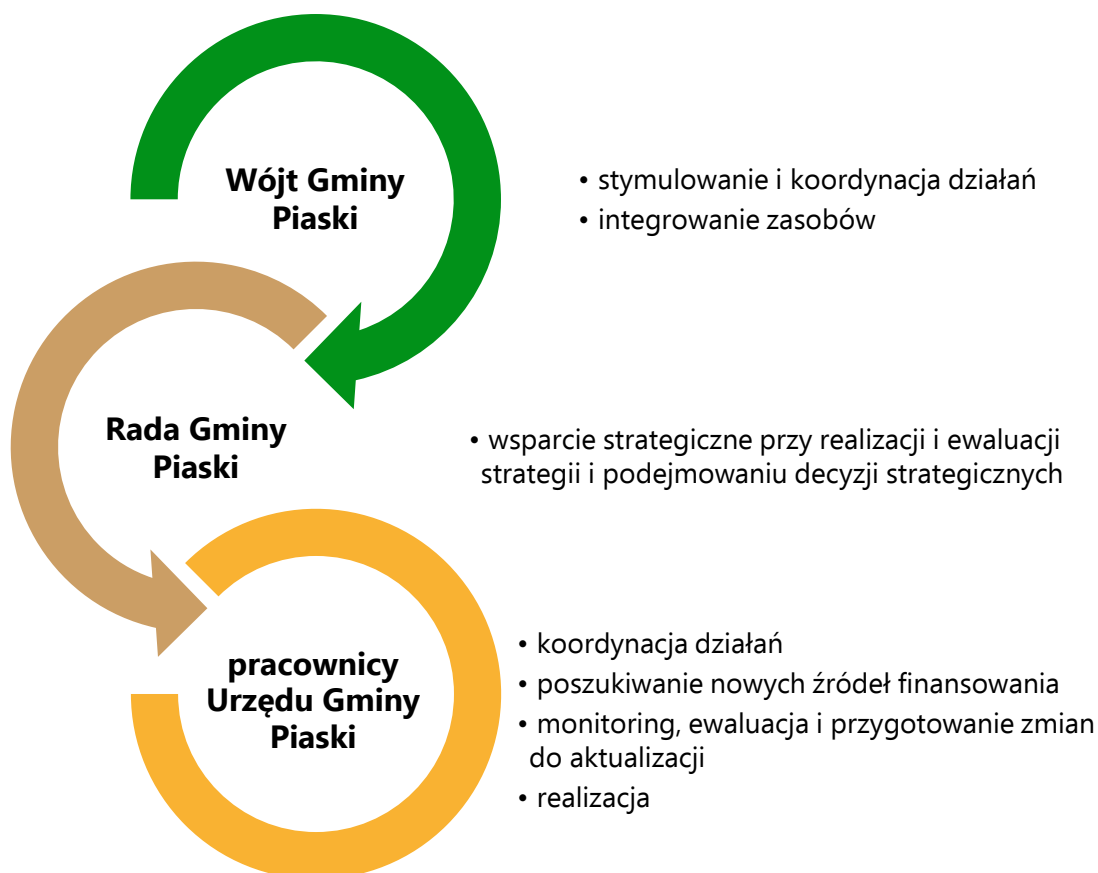 Wójt Gminy
Piaski
• stymulowanie i koordynacja działań
• integrowanie zasobów
Rada Gminy
Piaski
• wsparcie strategiczne przy realizacji i ewaluacji
strategii i podejmowaniu decyzji strategicznych
pracownicy
Urzędu Gminy
Piaski
• koordynacja działań
• poszukiwanie nowych źródeł finansowania
• monitoring, ewaluacja i przygotowanie zmian
do aktualizacji
• realizacja